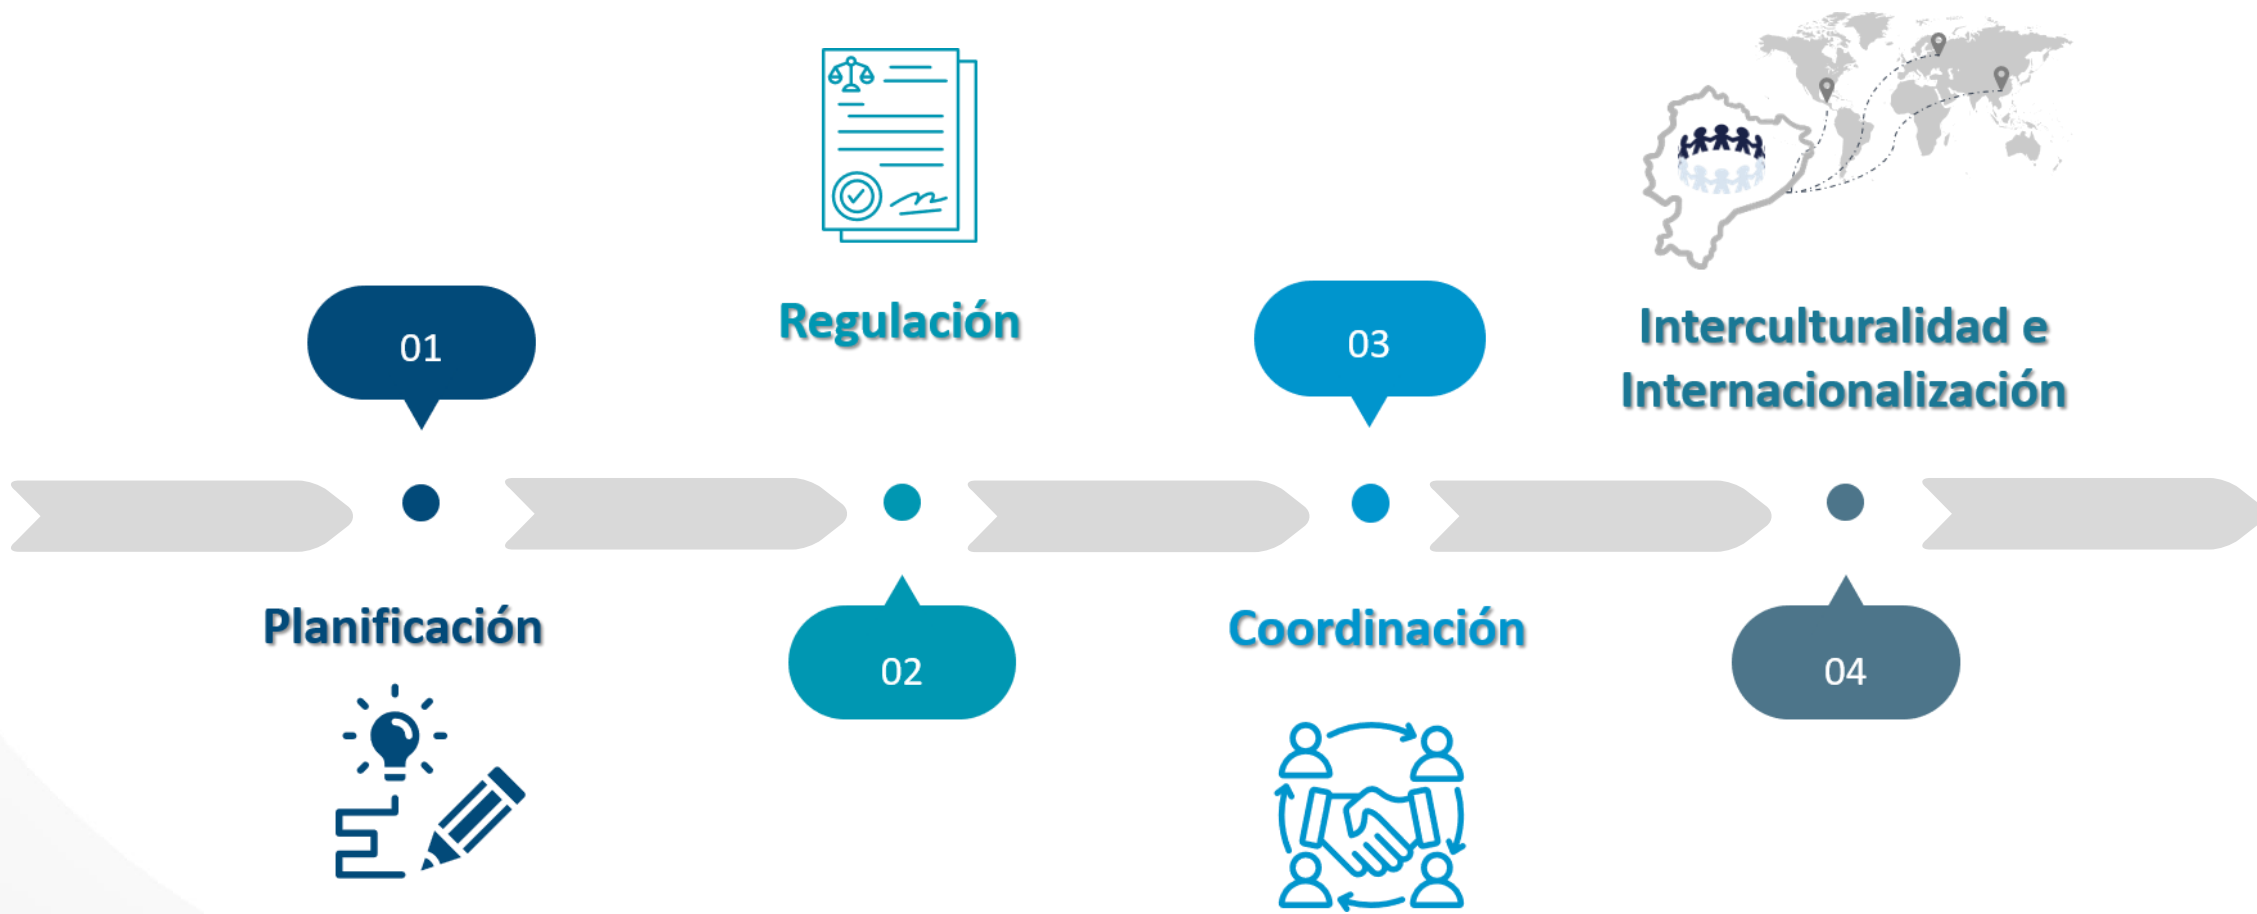 01
Planificación
Regulación
02
03
Coordinación
Interculturalidad e
Internacionalización
04